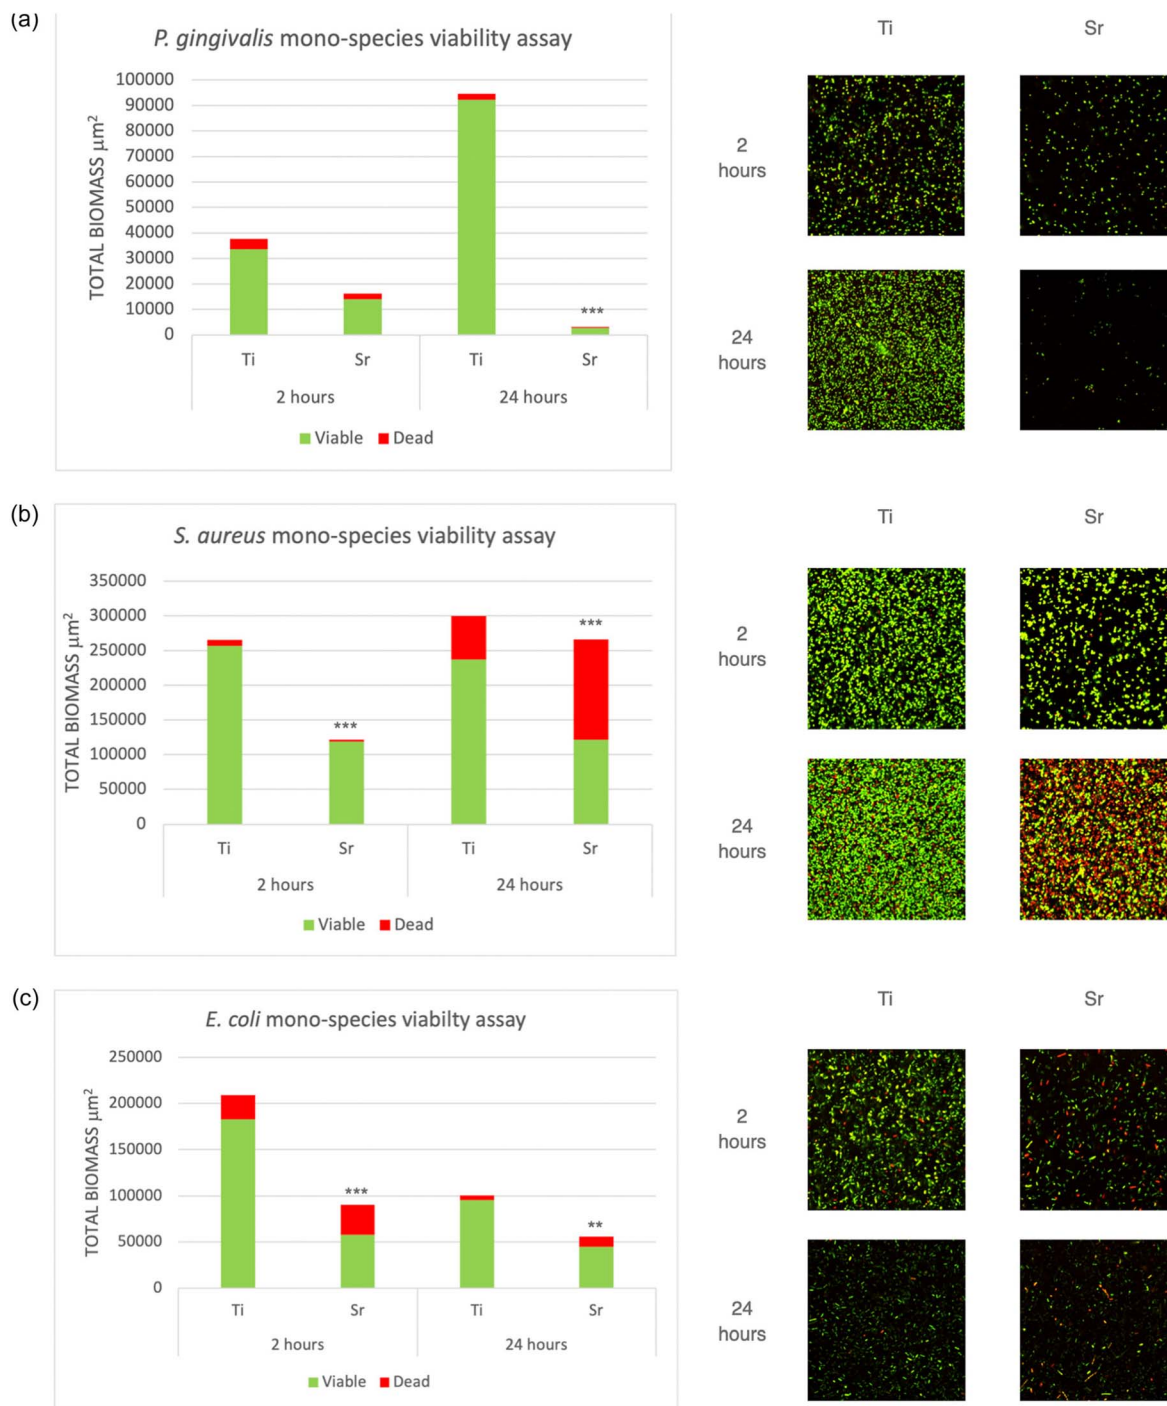 (a)
P. gingivalis mono-species viability assay
TOTAL BIOMASS μm²
100000
90000
80000
70000
60000
50000
40000
30000
20000
10000
0
***
Ti
Sr
Ti
Sr
2 hours
24 hours
Viable
Dead
Ti
Sr
2
hours
24
hours
(b)
S. aureus mono-species viability assay
TOTAL BIOMASS μm²
350000
300000
250000
200000
150000
100000
50000
0
***
***
Ti
Sr
Ti
Sr
2 hours
24 hours
Viable
Dead
Ti
Sr
2
hours
24
hours
(c)
E. coli mono-species viabilty assay
TOTAL BIOMASS μm²
250000
200000
150000
100000
50000
0
***
**
Ti
Sr
Ti
Sr
2 hours
24 hours
Viable
Dead
Ti
Sr
2
hours
24
hours